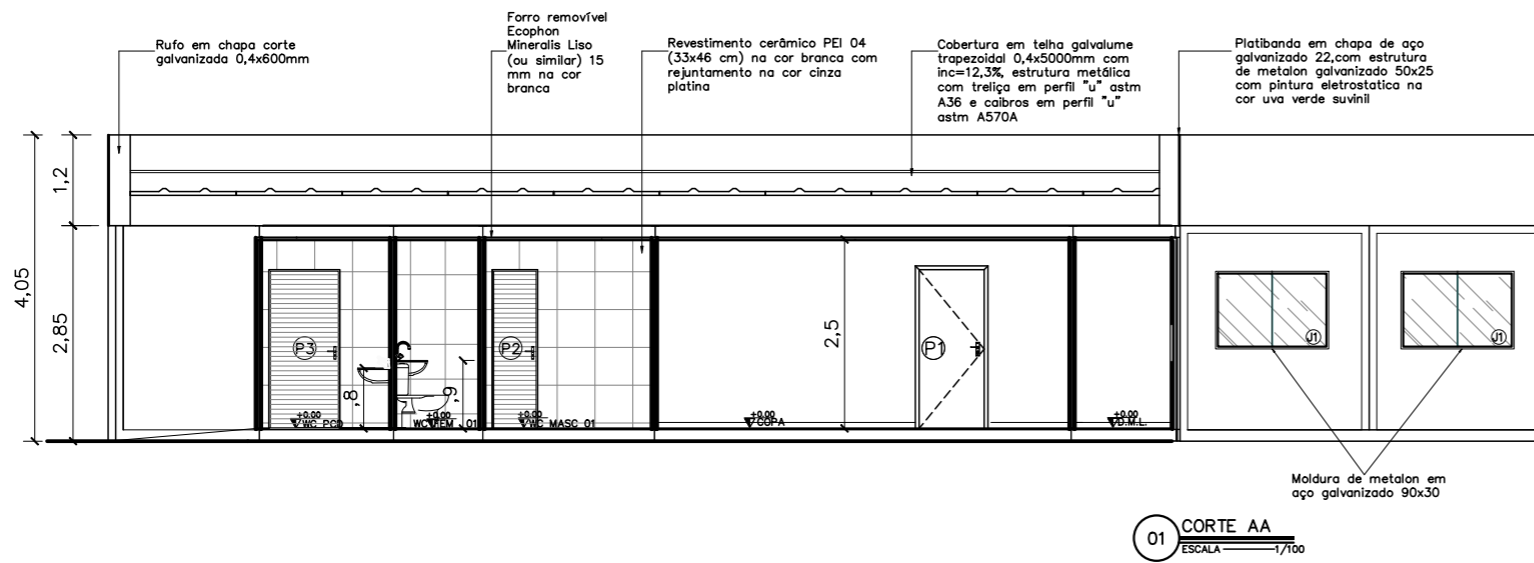 Rufo em chapa corte
galvanizada 0,4x600mm
Forro removível
Ecophon
Mineralis Liso
(ou similar) 15
mm na cor
branca
Revestimento cerâmico PEI 04
(33x46 cm) na cor branca com
rejuntamento na cor cinza
platina
Cobertura em telha galvalume
trapezoidal 0,4x5000mm com
inc=12,3%, estrutura metálica
com treliça em perfil "u" astm
A36 e caibros em perfil "u"
astm A570A
Platibanda em chapa de aço
galvanizado 22,com estrutura
de metalon galvanizado 50x25
com pintura eletrostatica na
cor uva verde suvinil
1,2
4,05
2,85
2,5
P3
P2
P1
J1
J1
,8
,9
+0.00
WC PCD
+0.00
WC FEM 01
+0.00
WC MASC 01
+0.00
COPA
+0.00
D.M.L.
Moldura de metalon em
aço galvanizado 90x30
01
CORTE AA
ESCALA 1/100